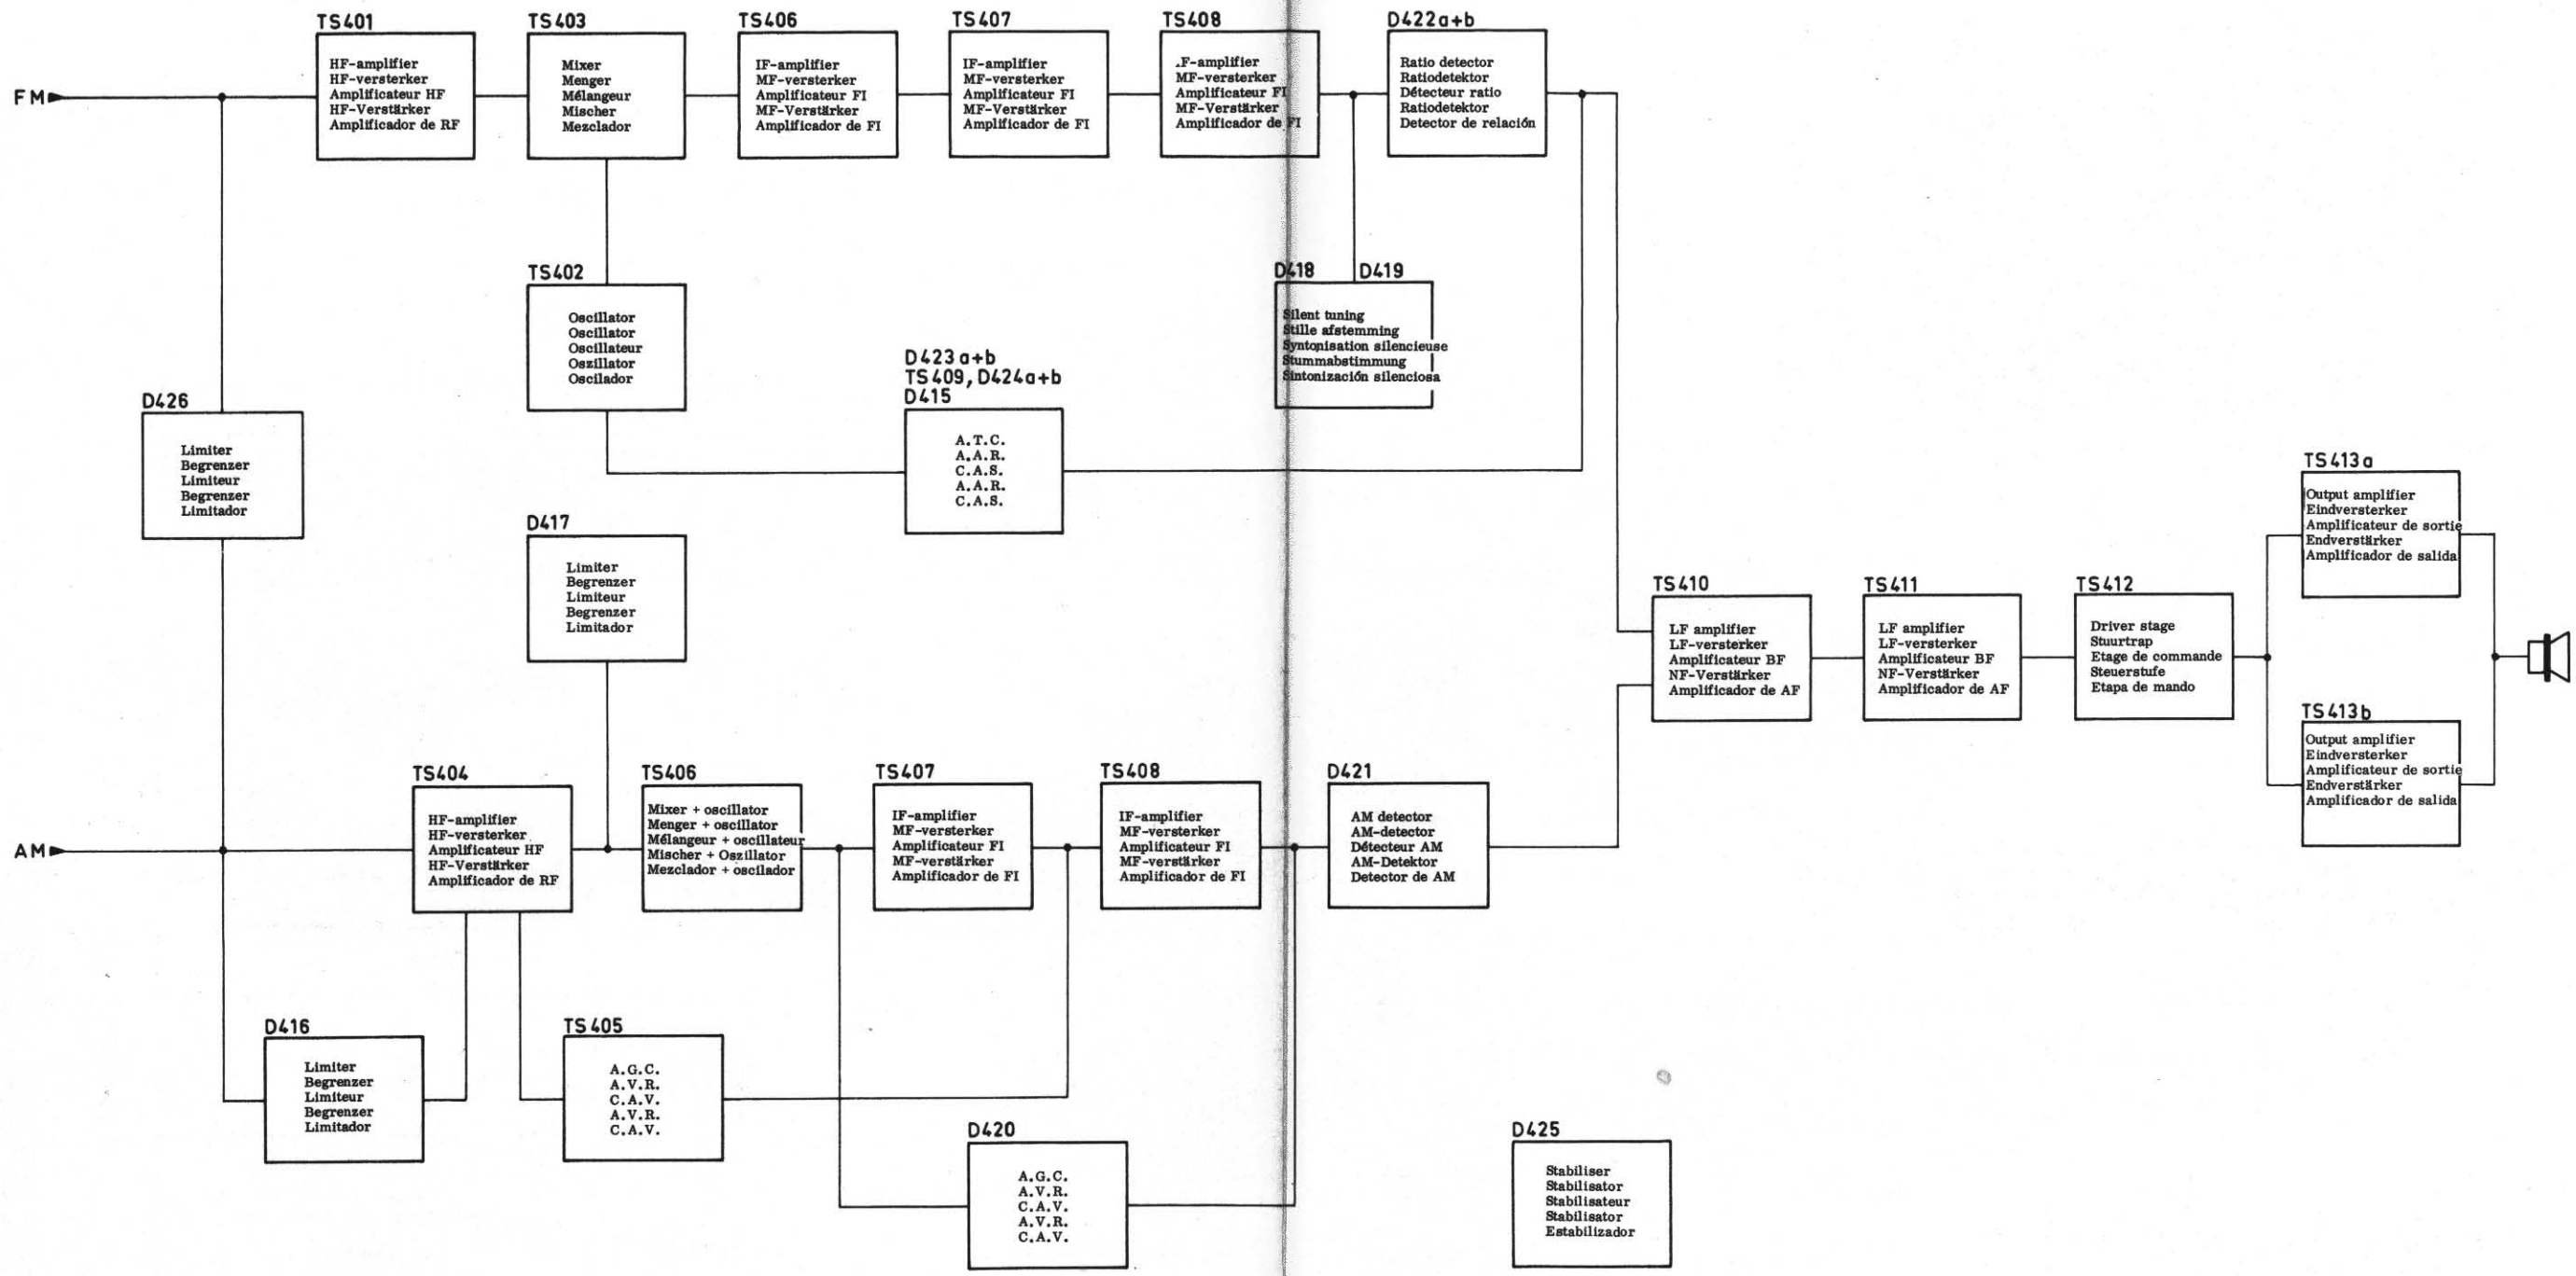 FM
TS401
HF-amplifier
HF-versterker
Amplificateur HF
HF-Verstärker
Amplificador de RF
TS403
Mixer
Menger
Mélangeur
Mischer
Mezclador
TS406
IF-amplifier
MF-versterker
Amplificateur FI
MF-Verstärker
Amplificador de FI
TS407
IF-amplifier
MF-versterker
Amplificateur FI
MF-Verstärker
Amplificador de FI
TS408
F-amplifier
MF-versterker
Amplificateur FI
MF-Verstärker
Amplificador de FI
D422a+b
Ratio detector
Ratiodetektor
Détecteur ratio
Ratiodetektor
Detector de relación
TS402
Oscillator
Oscillator
Oscillateur
Oszillator
Oscilador
D418 D419
Silent tuning
Stille afstemming
Syntonisation silencieuse
Stummabstimmung
Sintonización silenciosa
D423a+b
TS409, D424a+b
D415
A.T.C.
A.A.R.
C.A.S.
A.A.R.
C.A.S.
D426
Limiter
Begrenzer
Limiteur
Begrenzer
Limitador
D417
Limiter
Begrenzer
Limiteur
Begrenzer
Limitador
TS410
LF amplifier
LF-versterker
Amplificateur BF
NF-Verstärker
Amplificador de AF
TS411
LF amplifier
LF-versterker
Amplificateur BF
NF-Verstärker
Amplificador de AF
TS412
Driver stage
Stuurtrap
Etage de commande
Steuerstufe
Etapa de mando
TS413a
Output amplifier
Eindversterker
Amplificateur de sortie
Endverstärker
Amplificador de salida
TS413b
Output amplifier
Eindversterker
Amplificateur de sortie
Endverstärker
Amplificador de salida
AM
TS404
HF-amplifier
HF-versterker
Amplificateur HF
HF-Verstärker
Amplificador de RF
TS406
Mixer + oscillator
Menger + oscillator
Mélangeur + oscillateur
Mischer + Oszillator
Mezclador + oscilador
TS407
IF-amplifier
MF-versterker
Amplificateur FI
MF-verstärker
Amplificador de FI
TS408
IF-amplifier
MF-versterker
Amplificateur FI
MF-verstärker
Amplificador de FI
D421
AM detector
AM-detector
Détecteur AM
AM-Detektor
Detector de AM
D416
Limiter
Begrenzer
Limiteur
Begrenzer
Limitador
TS405
A.G.C.
A.V.R.
C.A.V.
A.V.R.
C.A.V.
D420
A.G.C.
A.V.R.
C.A.V.
A.V.R.
C.A.V.
D425
Stabiliser
Stabilisator
Stabilisateur
Stabilisator
Estabilizador